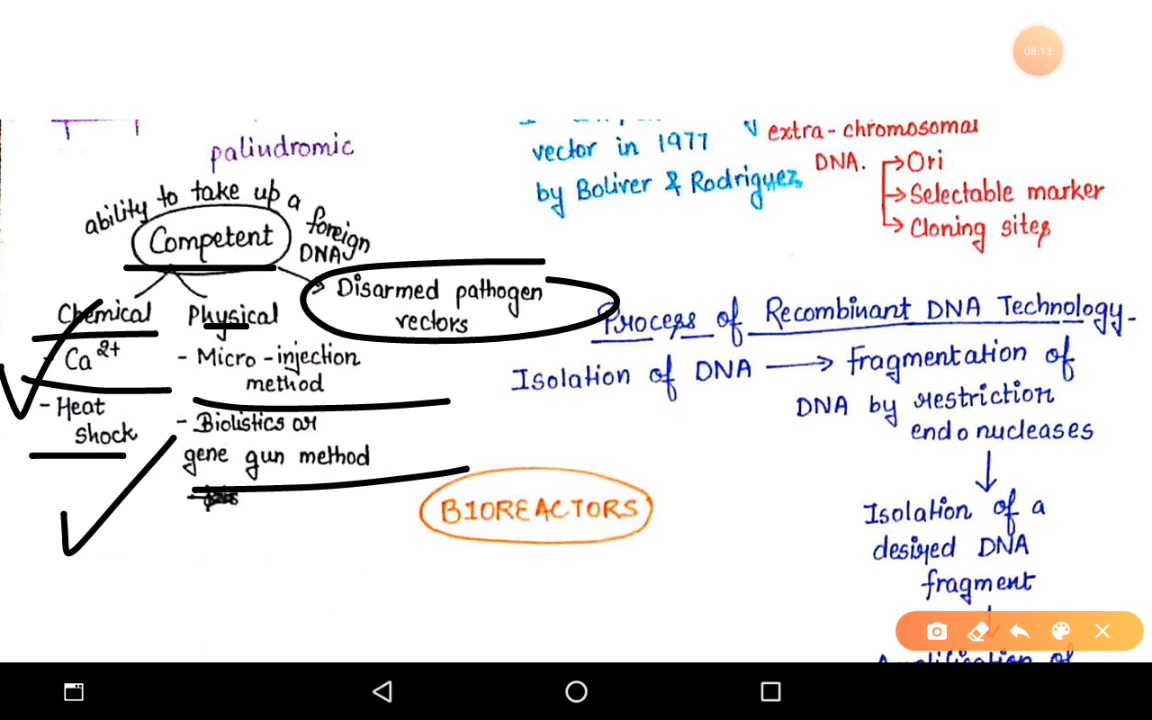 08:13
palindromic
ability to take up a foreign DNA
Competent
Chemical
- Ca2+
- Heat
shock
Physical
- Micro-injection
method
- Biolistics or
gene gun method
Disarmed pathogen
vectors
vector in 1977
by Boliver & Rodriguez
extra-chromosomal
DNA.
→Ori
→Selectable marker
→Cloning sites
Process of Recombinant DNA Technology-
Isolation of DNA → Fragmentation of
DNA by restriction
endonucleases
↓
Isolation of a
desired DNA
fragment
BIOREACTORS